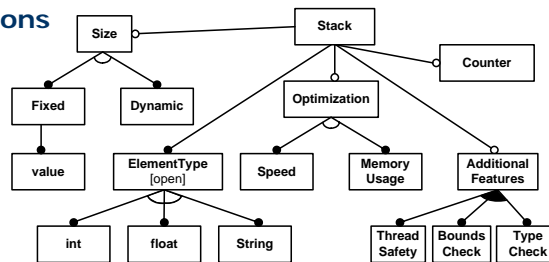 ons
Size
Stack
Counter
Fixed
Dynamic
Optimization
value
ElementType
[open]
Speed
Memory
Usage
Additional
Features
int
float
String
Thread
Safety
Bounds
Check
Type
Check